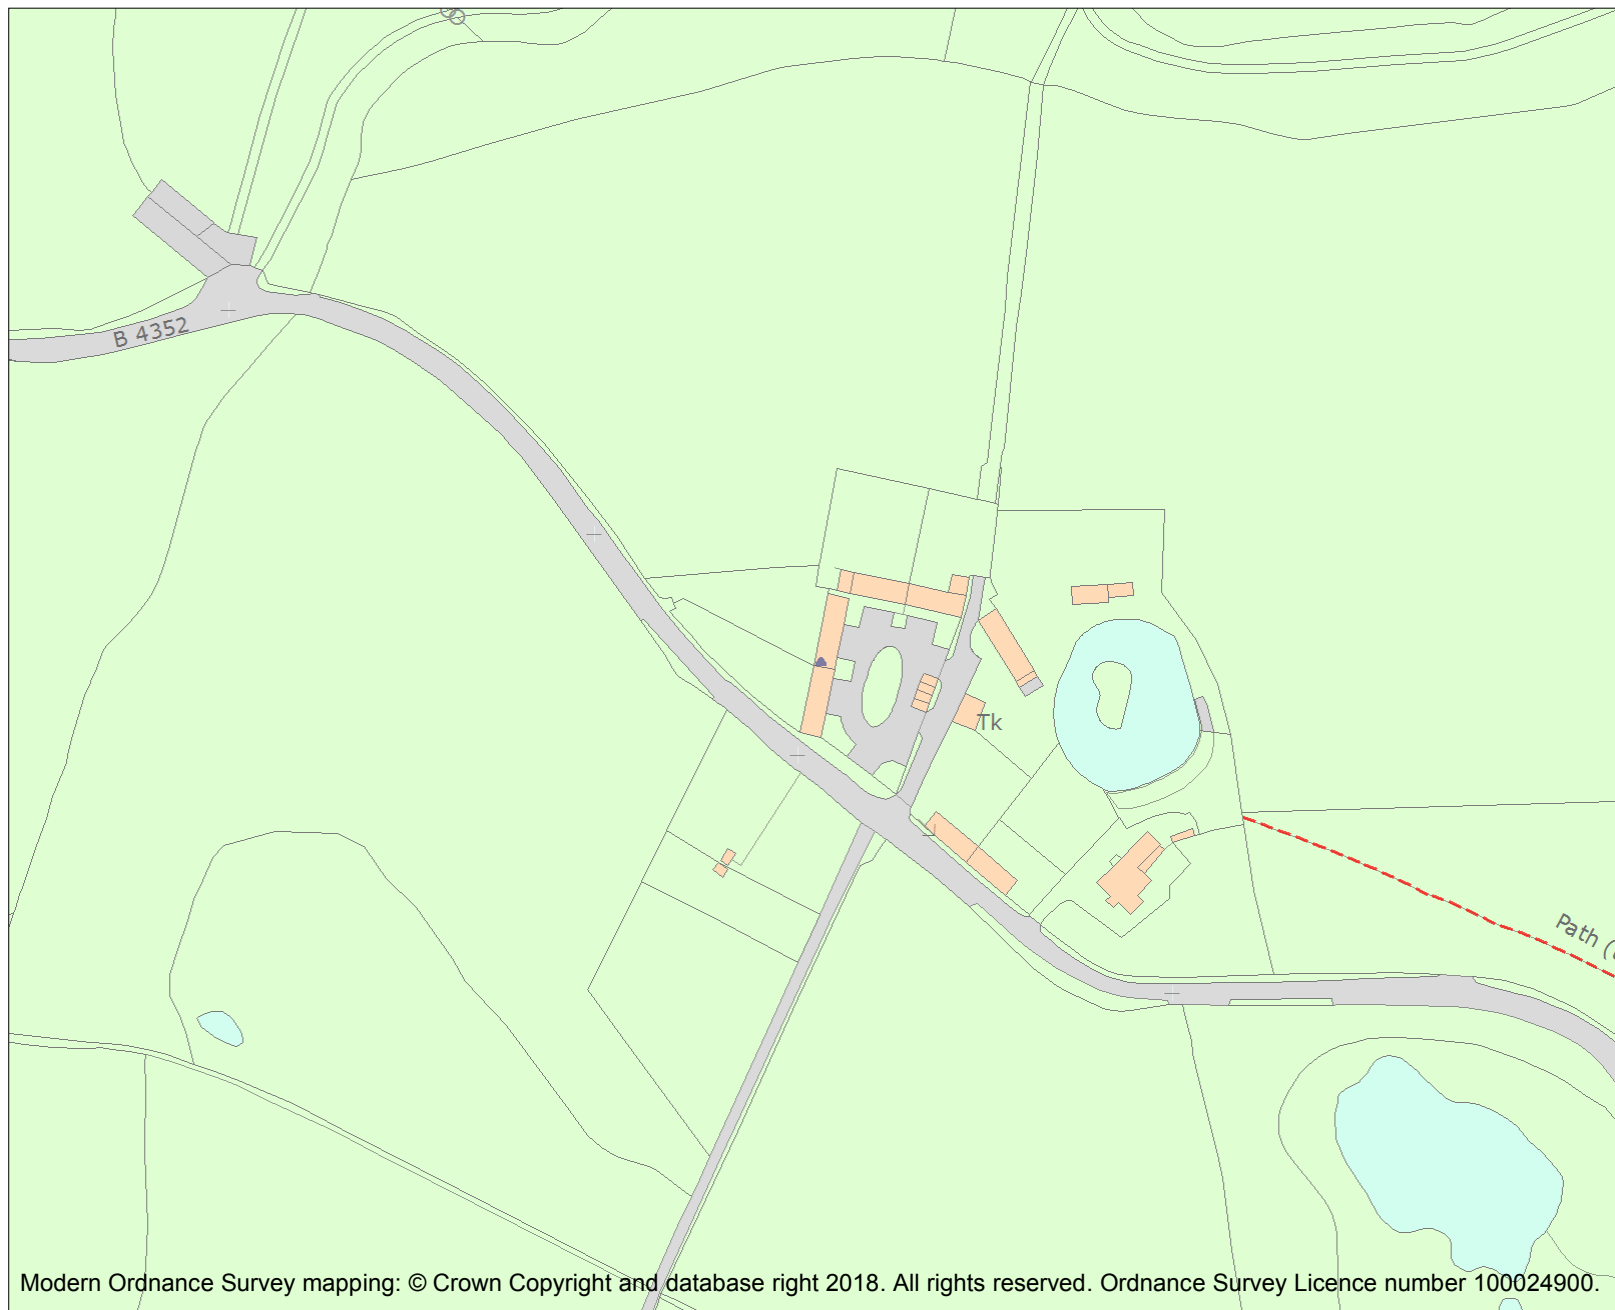 B 4352
Tk
Path
Modern Ordnance Survey mapping: © Crown Copyright and database right 2018. All rights reserved. Ordnance Survey Licence number 100024900.